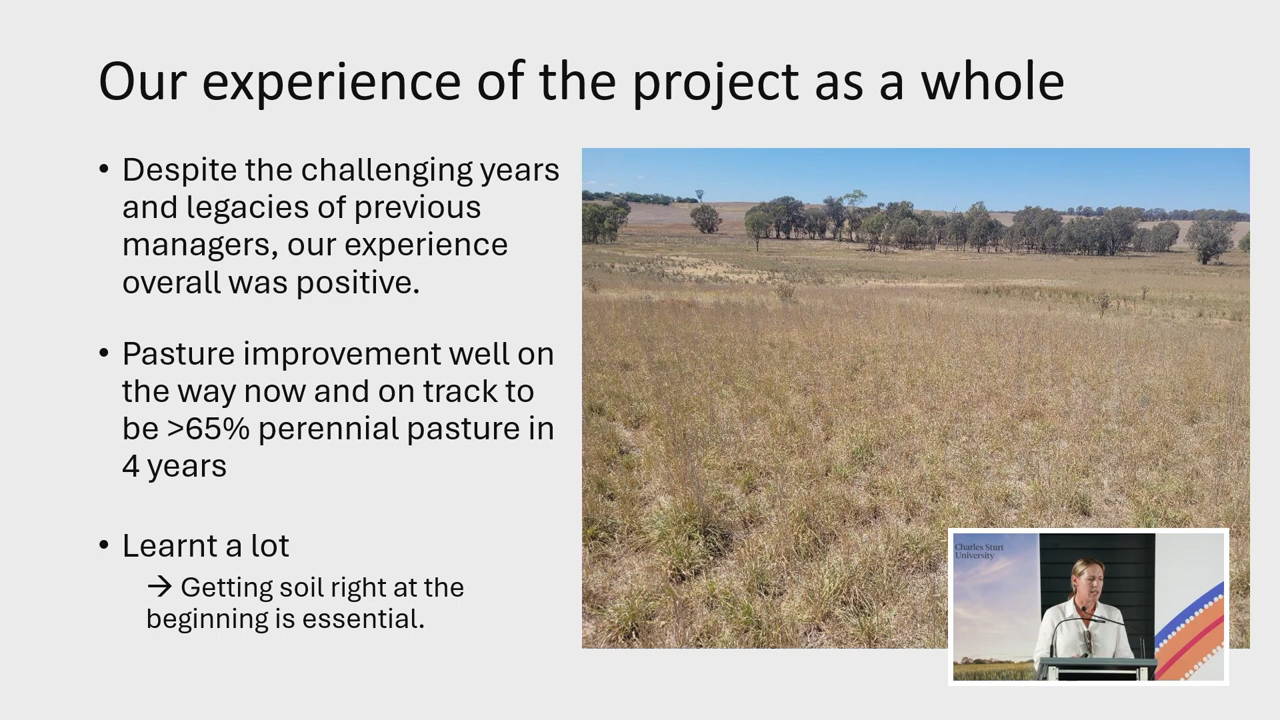 Our experience of the project as a whole
• Despite the challenging years
and legacies of previous
managers, our experience
overall was positive.
• Pasture improvement well on
the way now and on track to
be >65% perennial pasture in
4 years
• Learnt a lot
→ Getting soil right at the
beginning is essential.
Charles Sturt
University